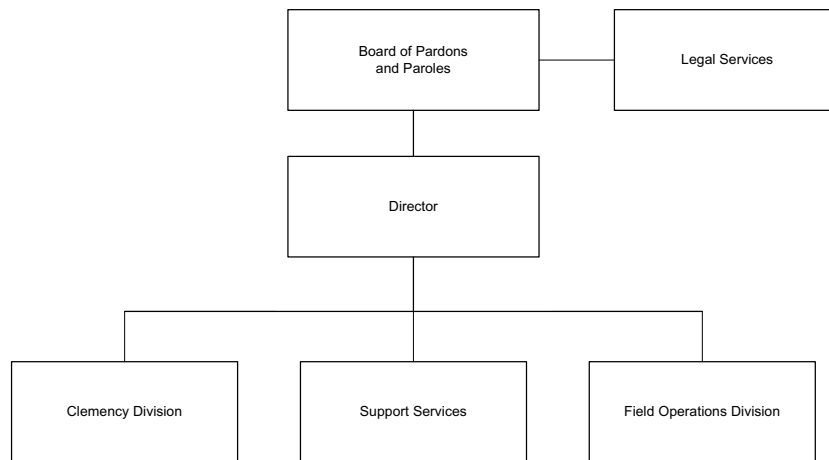 Board of Pardons
and Paroles
Legal Services
Director
Clemency Division
Support Services
Field Operations Division